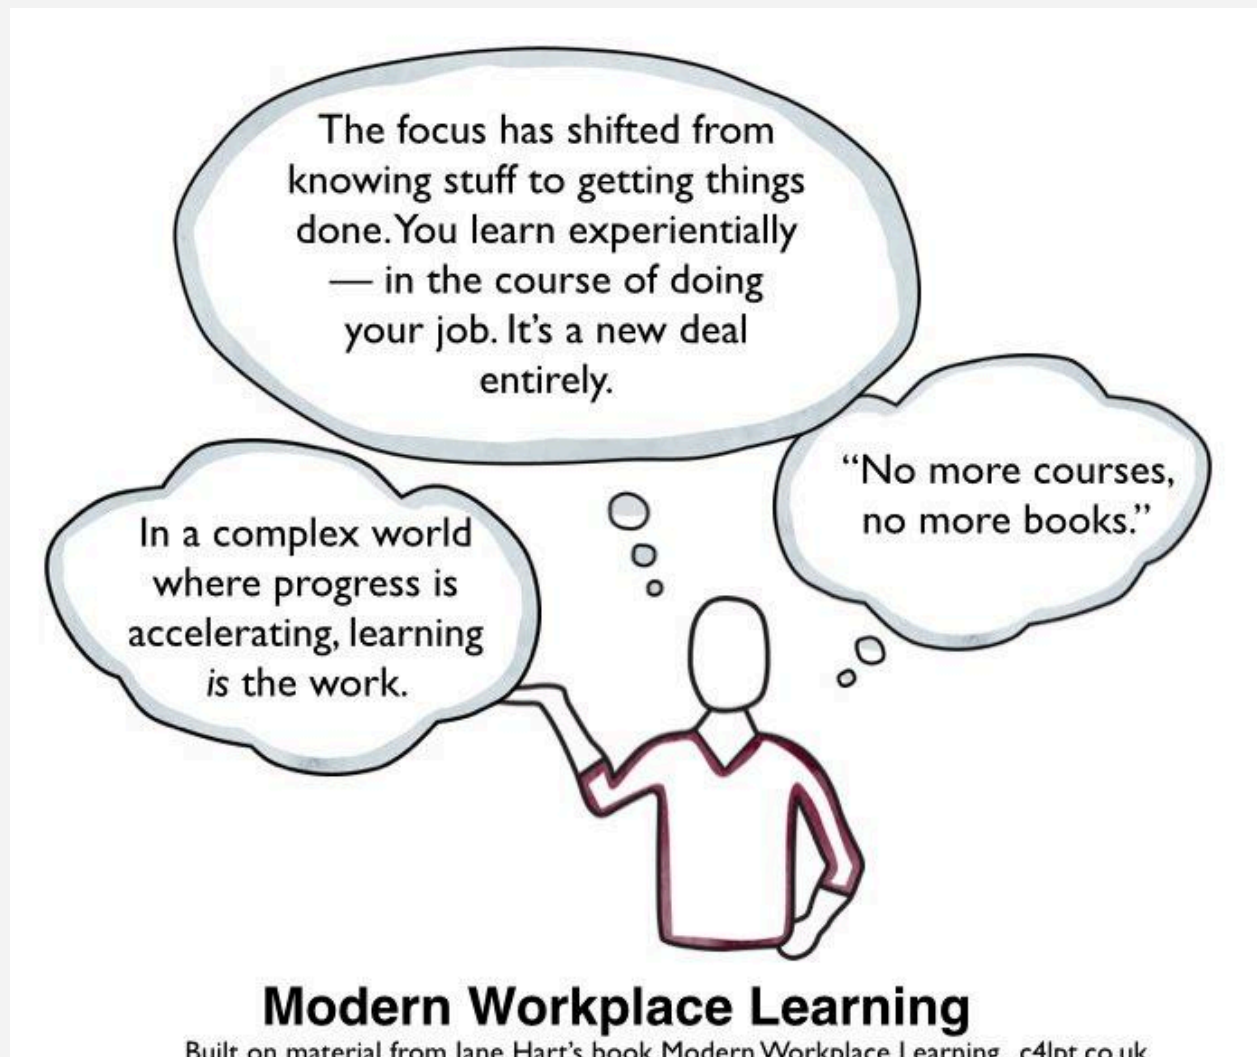 The focus has shifted from
knowing stuff to getting things
done. You learn experientially
— in the course of doing
your job. It’s a new deal
entirely.
“No more courses,
no more books.”
In a complex world
where progress is
accelerating, learning
is the work.
Modern Workplace Learning
Built on material from Jane Hart’s book Modern Workplace Learning, c4lpt.co.uk